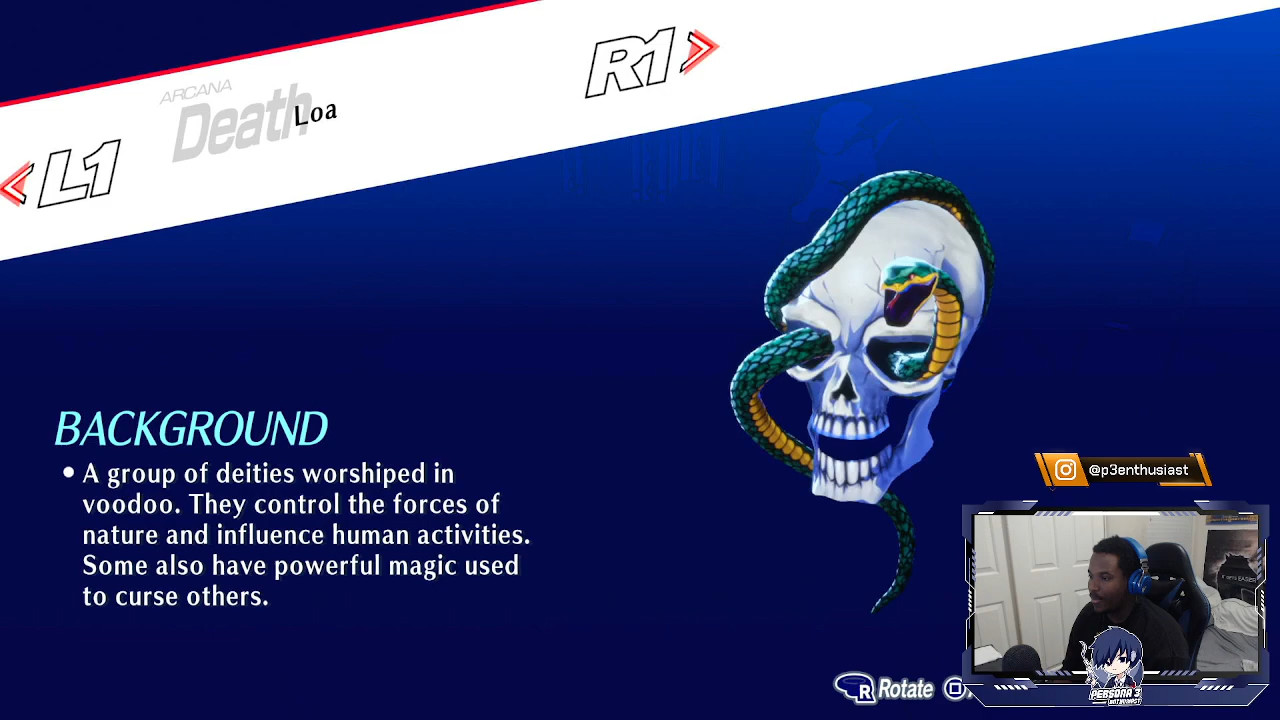 R1
ARCANA
Death
Loa
L1
BACKGROUND
• A group of deities worshiped in
voodoo. They control the forces of
nature and influence human activities.
Some also have powerful magic used
to curse others.
@p3enthusiast
R Rotate
PERSONA 3
ENTHUSIAST